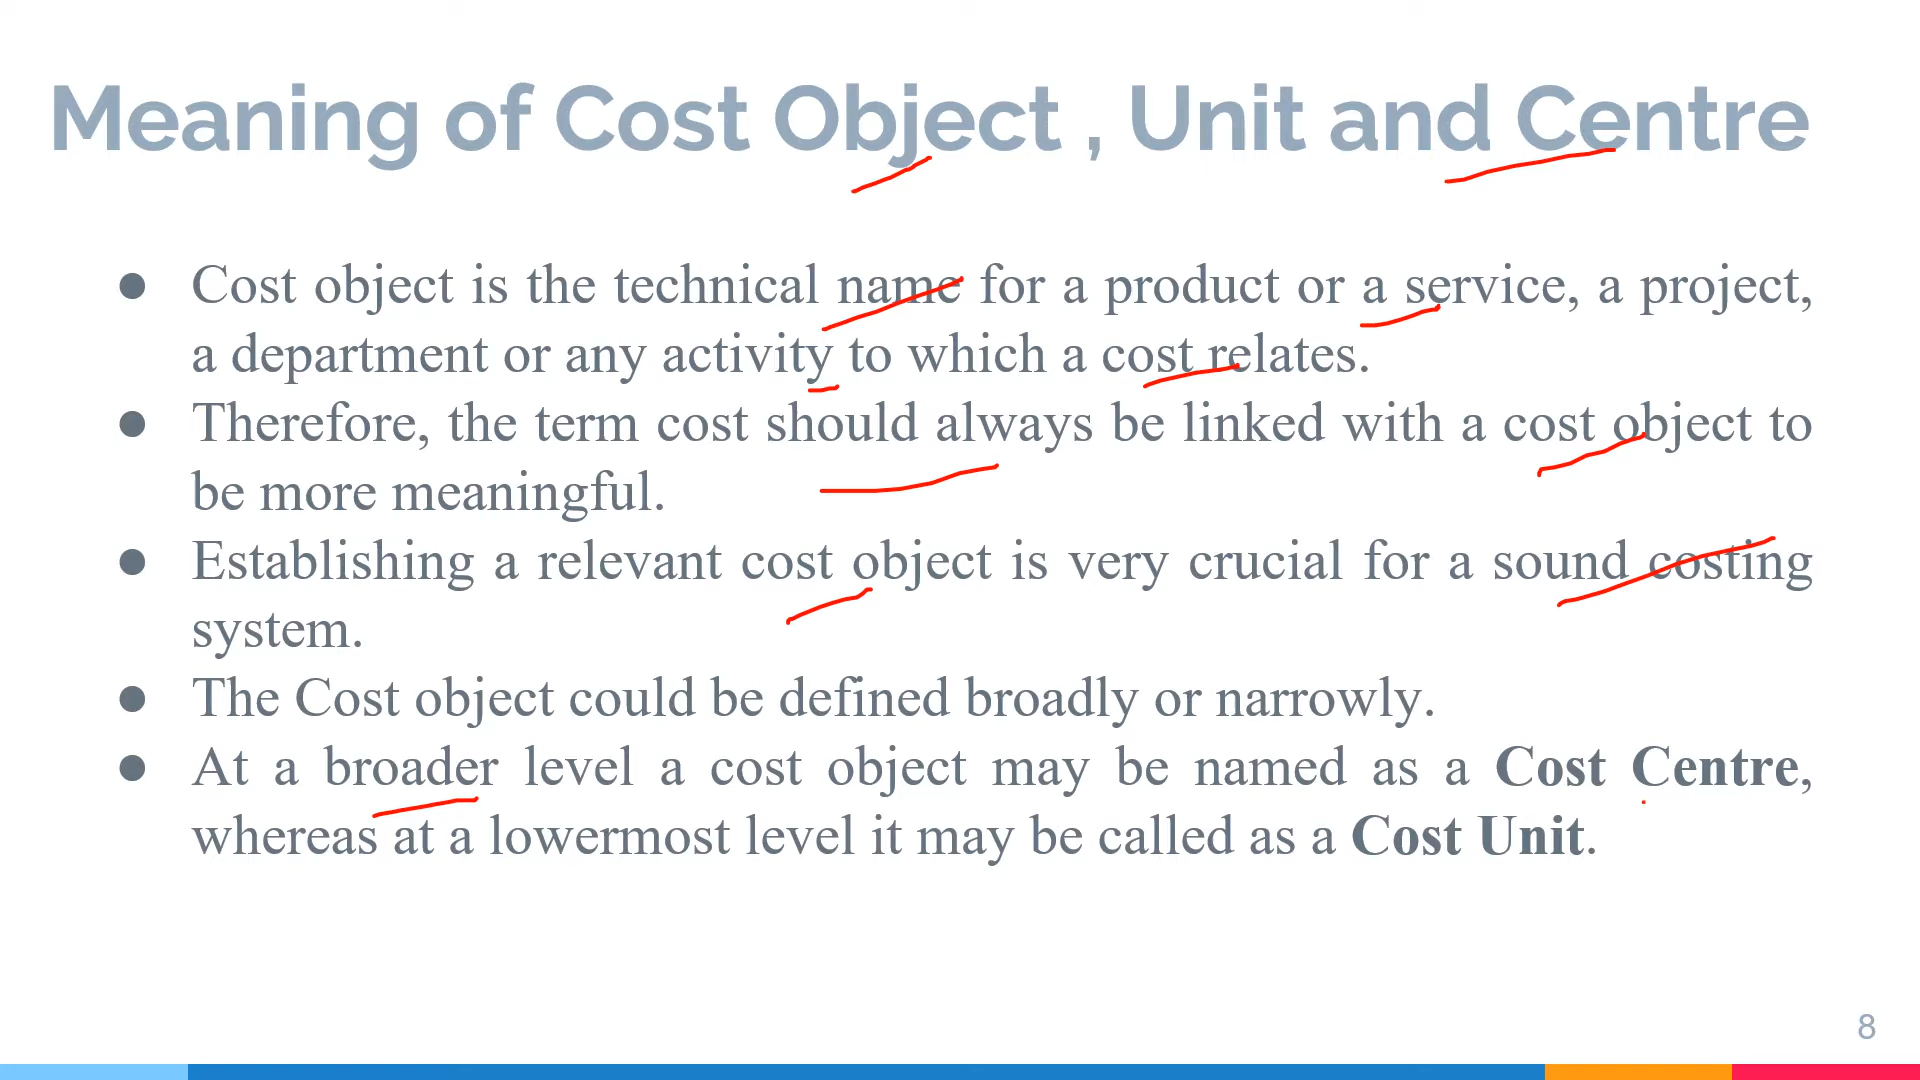 Meaning of Cost Object , Unit and Centre
● Cost object is the technical name for a product or a service, a project,
a department or any activity to which a cost relates.
● Therefore, the term cost should always be linked with a cost object to
be more meaningful.
● Establishing a relevant cost object is very crucial for a sound costing
system.
● The Cost object could be defined broadly or narrowly.
● At a broader level a cost object may be named as a Cost Centre,
whereas at a lowermost level it may be called as a Cost Unit.
8